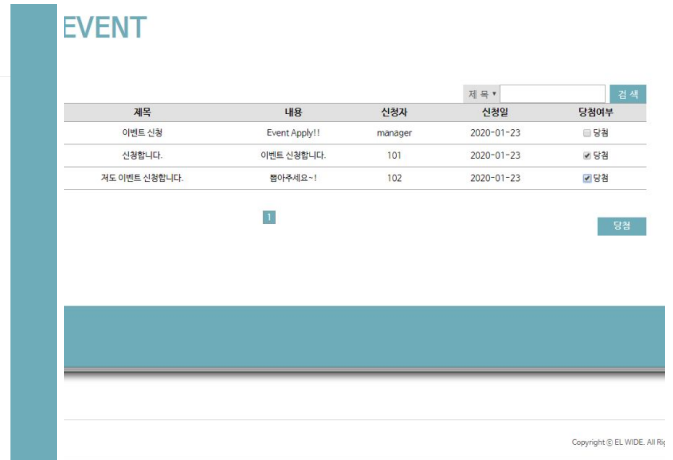 EVENT
제 목 ▾ 검 색
제목 내용 신청자 신청일 당첨여부
이벤트 신청 Event Apply!! manager 2020-01-23 당첨
신청합니다. 이벤트 신청합니다. 101 2020-01-23 당첨
저도 이벤트 신청합니다. 뽑아주세요~! 102 2020-01-23 당첨
1
당첨
Copyright ⓒ EL WIDE. All Rig